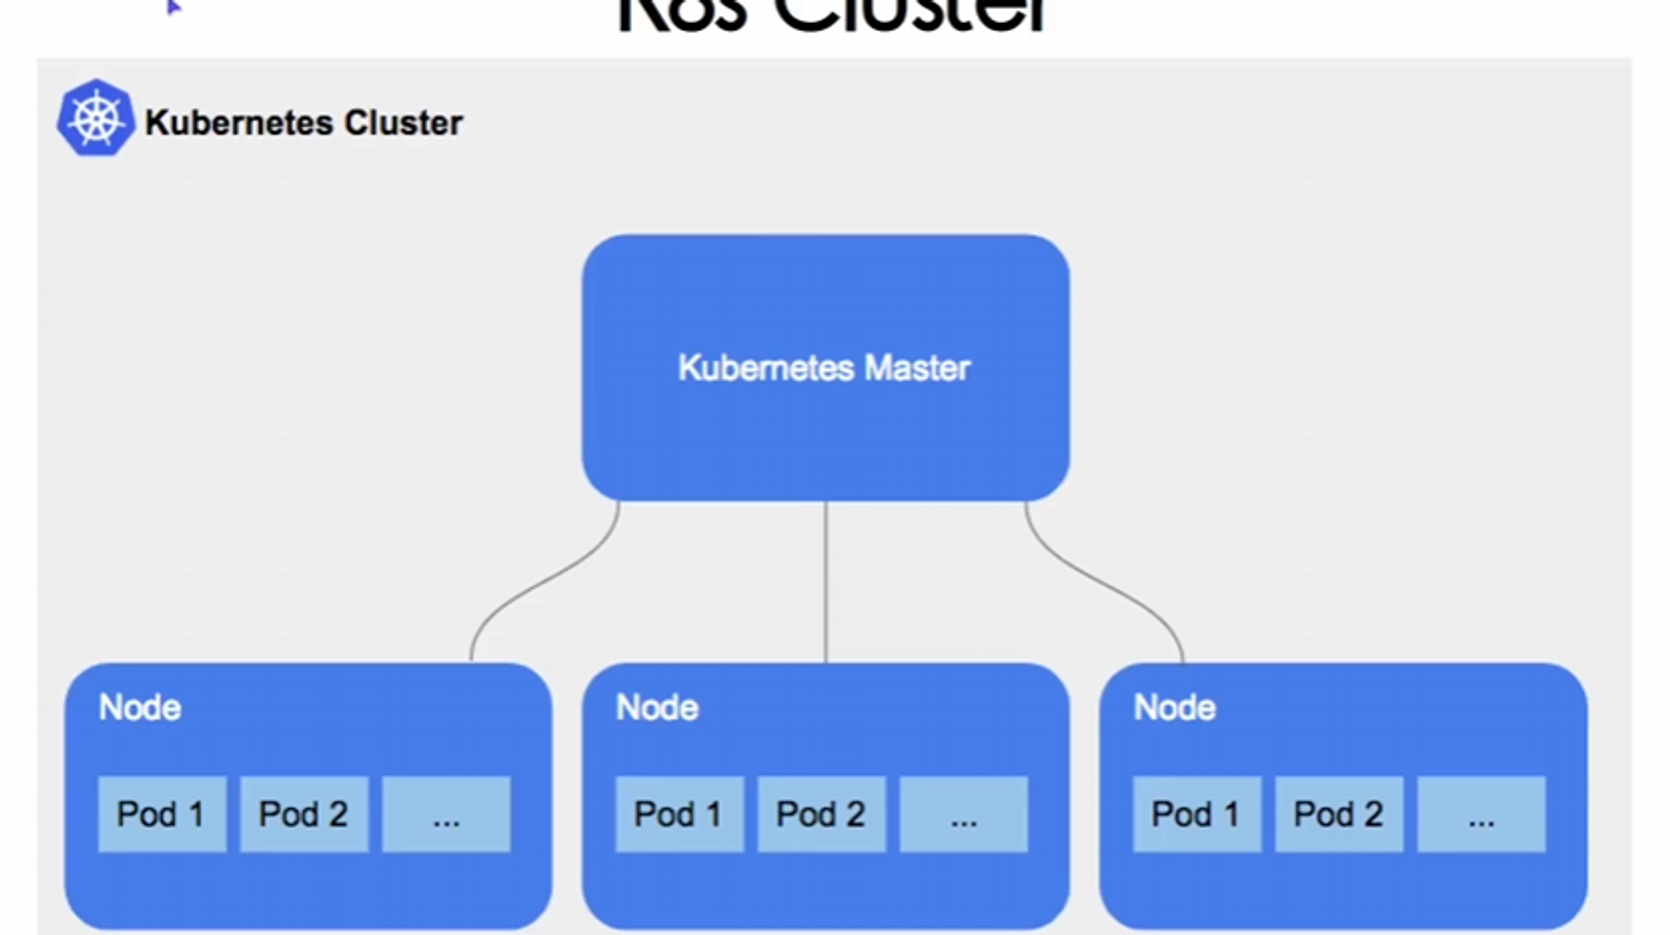 K8s Cluster
Kubernetes Cluster
Kubernetes Master
Node
Pod 1 Pod 2 ...
Node
Pod 1 Pod 2 ...
Node
Pod 1 Pod 2 ...